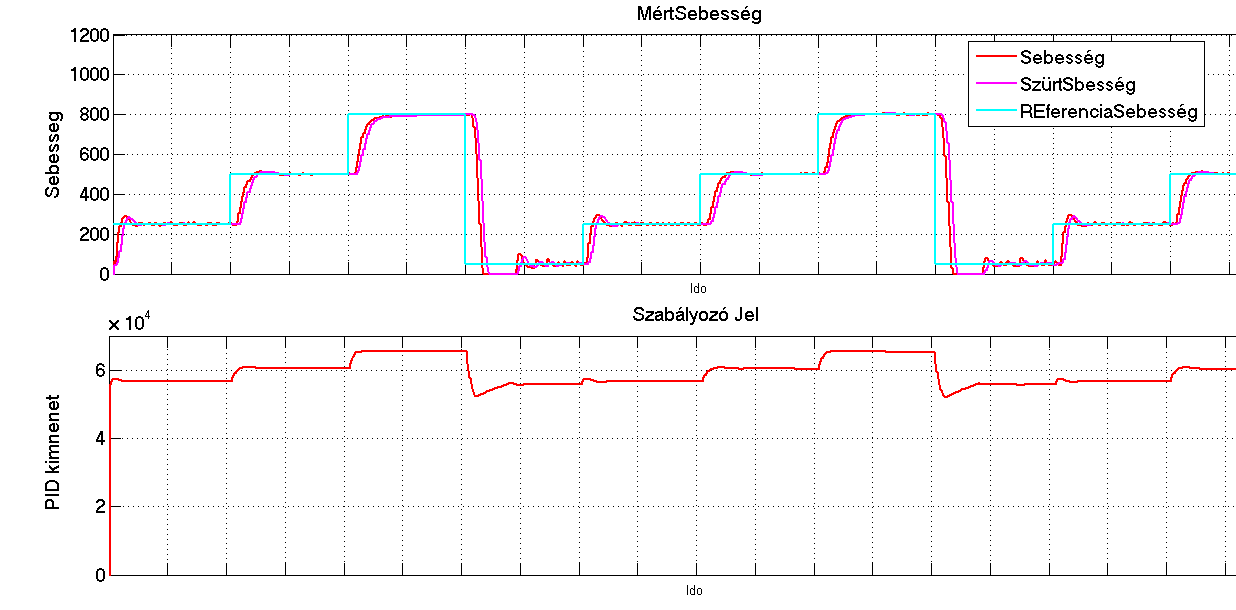 MértSebesség
1200
1000
800
600
400
200
0
Sebesseg
Sebesség
SzürtSbesség
REferenciaSebesség
Ido
Szabályozó Jel
× 10^4
6
4
2
0
PID kimnenet
Ido